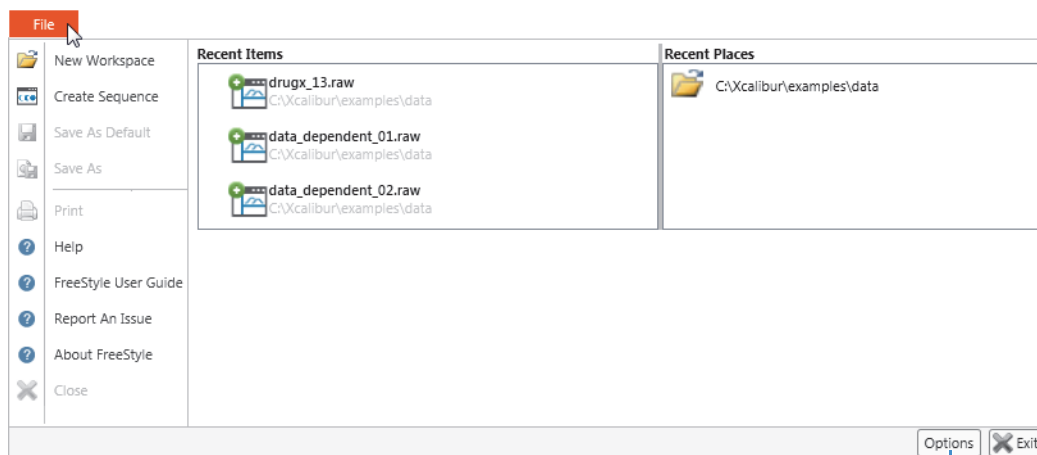 File
New Workspace
Create Sequence
Save As Default
Save As
Print
Help
FreeStyle User Guide
Report An Issue
About FreeStyle
Close
Recent Items
drugx_13.raw
C:\Xcalibur\examples\data
data_dependent_01.raw
C:\Xcalibur\examples\data
data_dependent_02.raw
C:\Xcalibur\examples\data
Recent Places
C:\Xcalibur\examples\data
Options
Exit